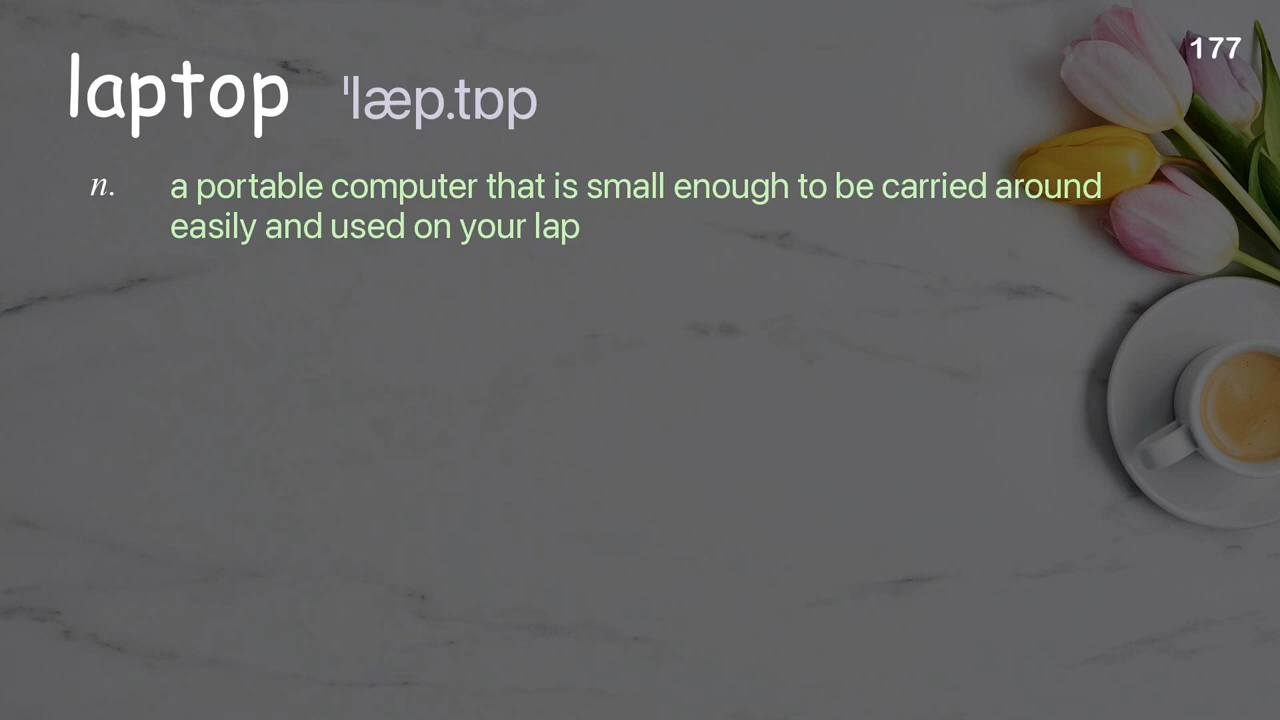 177
laptop ˈlæp.tɒp
n. a portable computer that is small enough to be carried around
easily and used on your lap